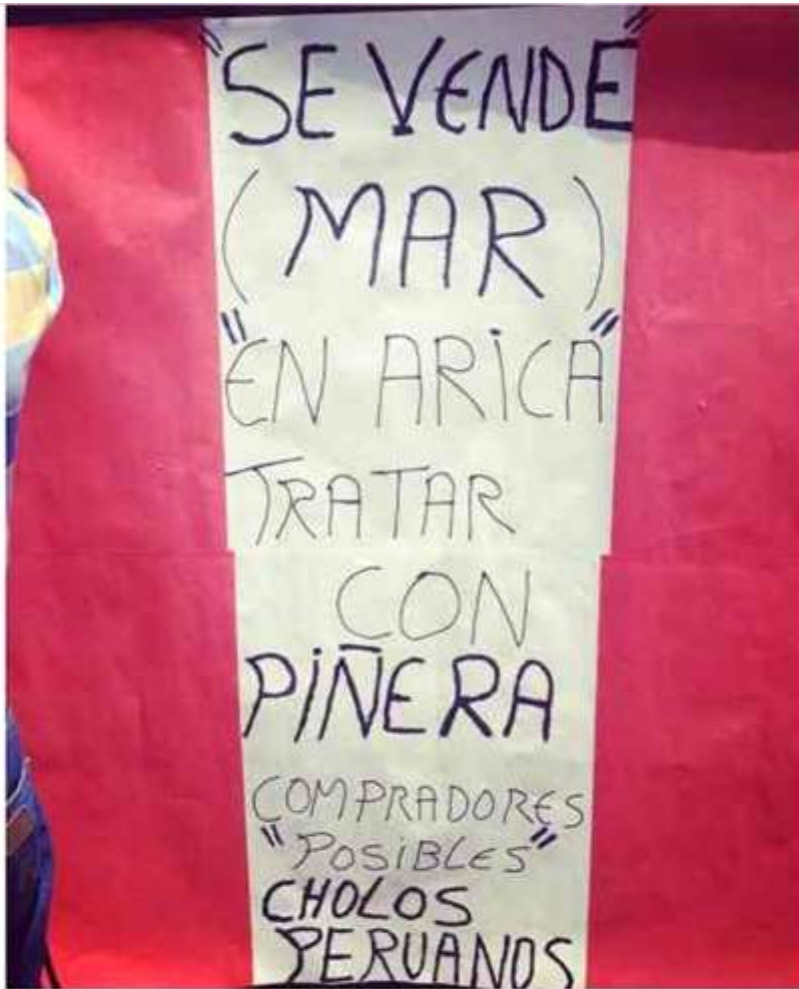 "SE VENDE"
(MAR)
"EN ARICA"
TRATAR
CON
PIÑERA
COMPRADORES
"POSIBLES"
CHOLOS
PERUANOS